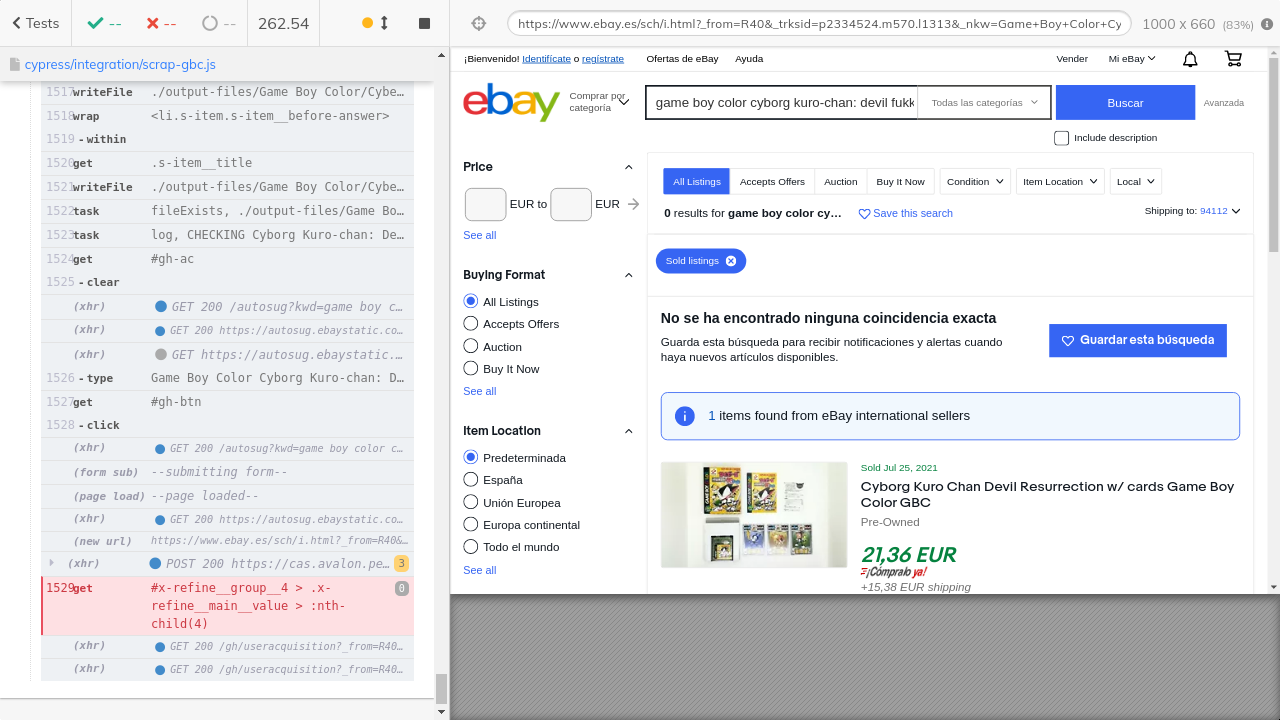 Tests
--
--
--
262.54
https://www.ebay.es/sch/i.html?_from=R40&_trksid=p2334524.m570.l1313&_nkw=Game+Boy+Color+Cy
1000 x 660 (83%)
cypress/integration/scrap-gbc.js
1517 writeFile ./output-files/Game Boy Color/Cybe…
1518 wrap <li.s-item.s-item__before-answer>
1519 -within
1520 get .s-item__title
1521 writeFile ./output-files/Game Boy Color/Cybe…
1522 task fileExists, ./output-files/Game Bo…
1523 task log, CHECKING Cyborg Kuro-chan: De…
1524 get #gh-ac
1525 -clear
(xhr) GET 200 /autosug?kwd=game boy c…
(xhr) GET 200 https://autosug.ebaystatic.co…
(xhr) GET https://autosug.ebaystatic.…
1526 -type Game Boy Color Cyborg Kuro-chan: D…
1527 get #gh-btn
1528 -click
(xhr) GET 200 /autosug?kwd=game boy color c…
(form sub) --submitting form--
(page load) --page loaded--
(xhr) GET 200 https://autosug.ebaystatic.co…
(new url) https://www.ebay.es/sch/i.html?_from=R40&…
(xhr) POST 200 https://cas.avalon.pe… 3
1529 get #x-refine__group__4 > .x- 0
refine__main__value > :nth-
child(4)
(xhr) GET 200 /gh/useracquisition?_from=R40…
(xhr) GET 200 /gh/useracquisition?_from=R40…
¡Bienvenido! Identifícate o regístrate
Ofertas de eBay
Ayuda
Vender
Mi eBay
ebay
Comprar por
categoría
game boy color cyborg kuro-chan: devil fukk
Todas las categorías
Buscar
Avanzada
Include description
Price
EUR to EUR
See all
Buying Format
All Listings
Accepts Offers
Auction
Buy It Now
See all
Item Location
Predeterminada
España
Unión Europea
Europa continental
Todo el mundo
See all
All Listings
Accepts Offers
Auction
Buy It Now
Condition
Item Location
Local
0 results for game boy color cy…
Save this search
Shipping to: 94112
Sold listings
No se ha encontrado ninguna coincidencia exacta
Guarda esta búsqueda para recibir notificaciones y alertas cuando
haya nuevos artículos disponibles.
Guardar esta búsqueda
1 items found from eBay international sellers
Sold Jul 25, 2021
Cyborg Kuro Chan Devil Resurrection w/ cards Game Boy
Color GBC
Pre-Owned
21,36 EUR
¡Cómpralo ya!
+15,38 EUR shipping